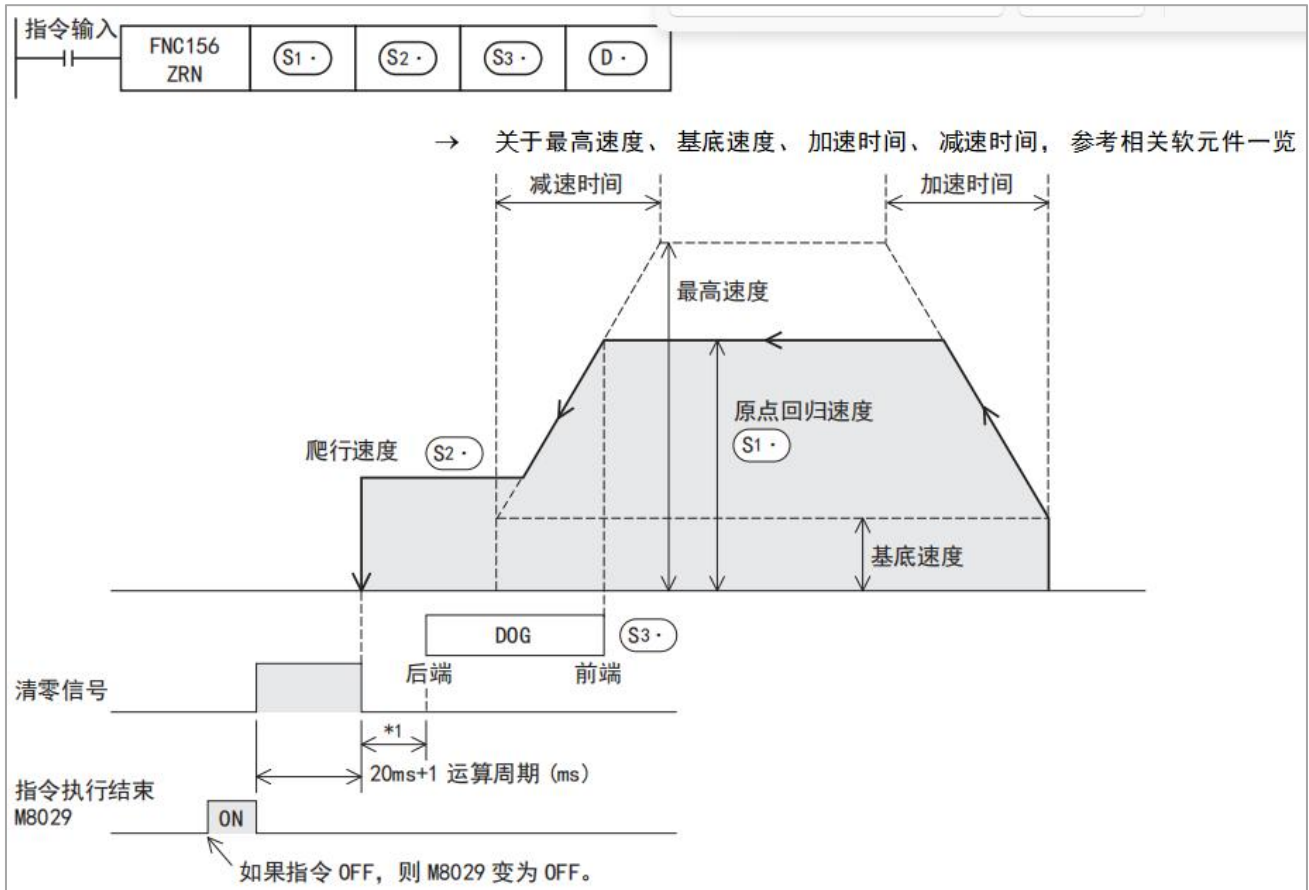 指令输入
FNC156
ZRN
S1·
S2·
S3·
D·
→ 关于最高速度、基底速度、加速时间、减速时间，参考相关软元件一览
减速时间
加速时间
最高速度
原点回归速度
S1·
爬行速度 S2·
基底速度
DOG
S3·
后端
前端
清零信号
*1
20ms+1 运算周期 (ms)
指令执行结束
M8029
ON
如果指令 OFF，则 M8029 变为 OFF。